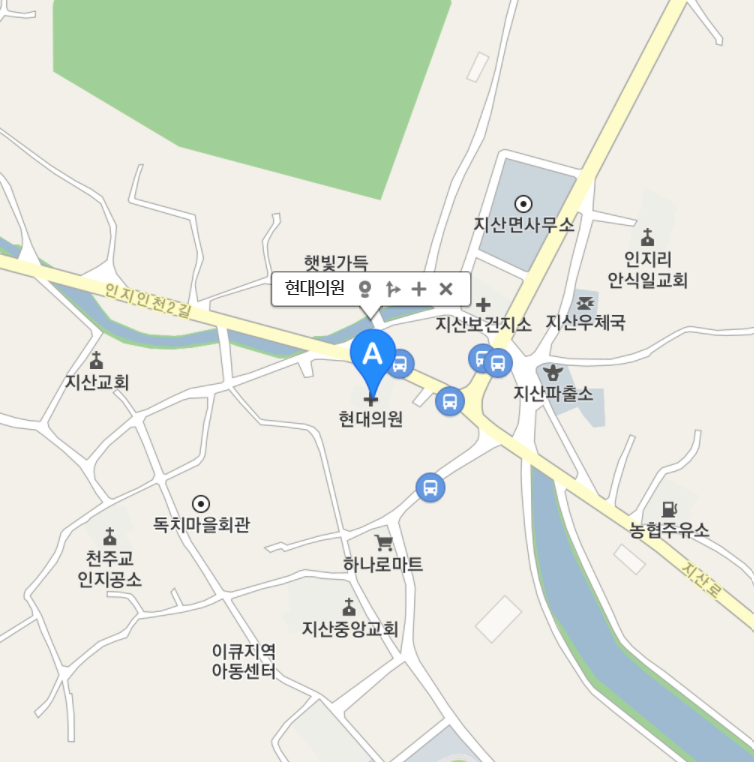 지산면사무소
인지리
안식일교회
햇빛가득
현대의원
인지인천2길
지산보건지소
지산우체국
A
지산교회
지산파출소
현대의원
독치마을회관
농협주유소
천주교
인지공소
하나로마트
지산로
지산중앙교회
이큐지역
아동센터